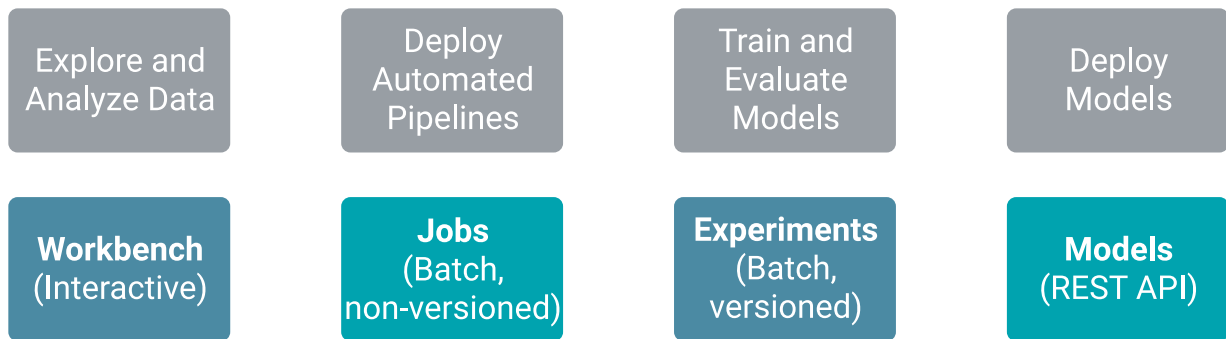 Explore and
Analyze Data
Deploy
Automated
Pipelines
Train and
Evaluate
Models
Deploy
Models
Workbench
(Interactive)
Jobs
(Batch,
non-versioned)
Experiments
(Batch,
versioned)
Models
(REST API)